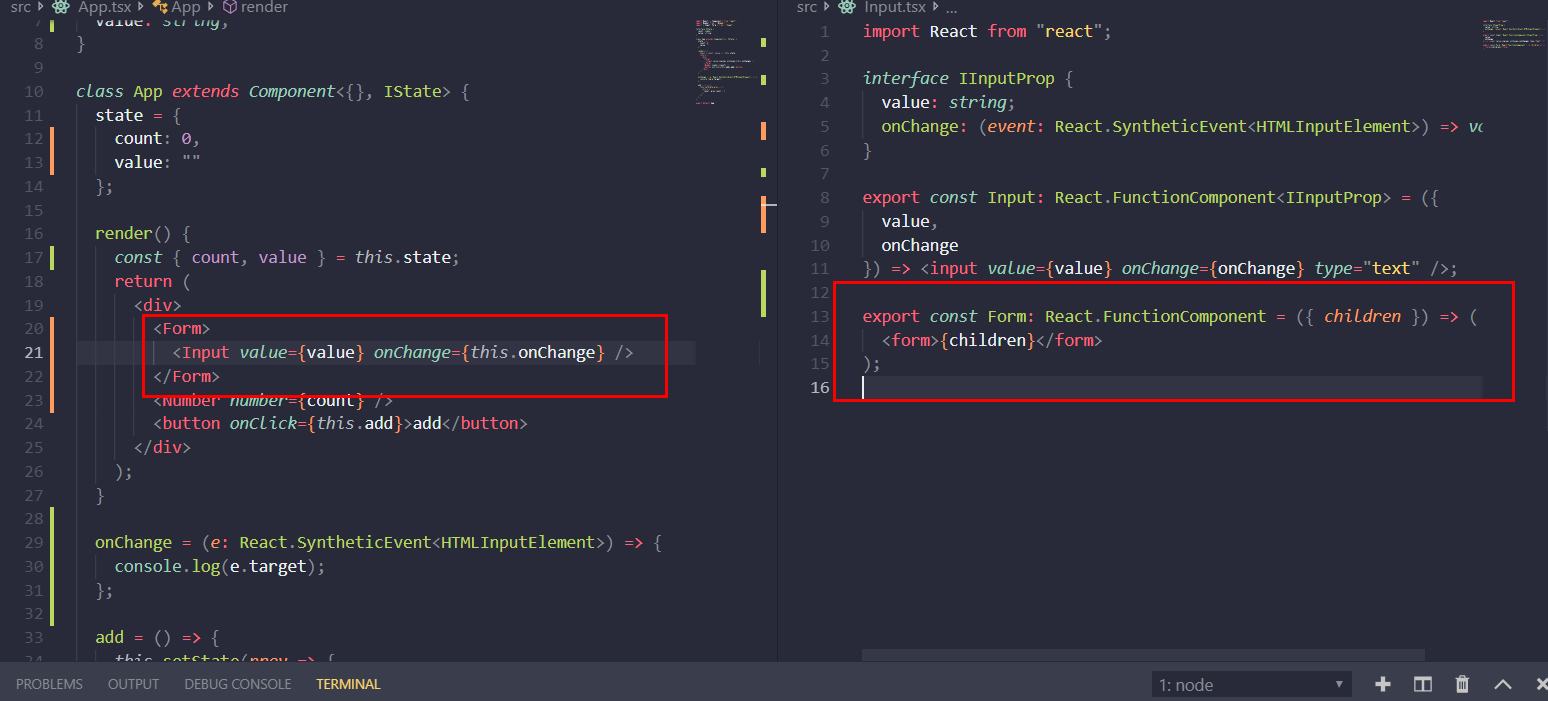 src App.tsx App render
value: string;
8 }
9
10 class App extends Component<{}, IState> {
11 state = {
12 count: 0,
13 value: ""
14 };
15
16 render() {
17 const { count, value } = this.state;
18 return (
19 <div>
20 <Form>
21 <Input value={value} onChange={this.onChange} />
22 </Form>
23 <Number number={count} />
24 <button onClick={this.add}>add</button>
25 </div>
26 );
27 }
28
29 onChange = (e: React.SyntheticEvent<HTMLInputElement>) => {
30 console.log(e.target);
31 };
32
33 add = () => {
34 this.setState(prev => {
src Input.tsx ...
1 import React from "react";
2
3 interface IInputProp {
4 value: string;
5 onChange: (event: React.SyntheticEvent<HTMLInputElement>) => vo
6 }
7
8 export const Input: React.FunctionComponent<IInputProp> = ({
9 value,
10 onChange
11 }) => <input value={value} onChange={onChange} type="text" />;
12
13 export const Form: React.FunctionComponent = ({ children }) => (
14 <form>{children}</form>
15 );
16
PROBLEMS OUTPUT DEBUG CONSOLE TERMINAL 1: node